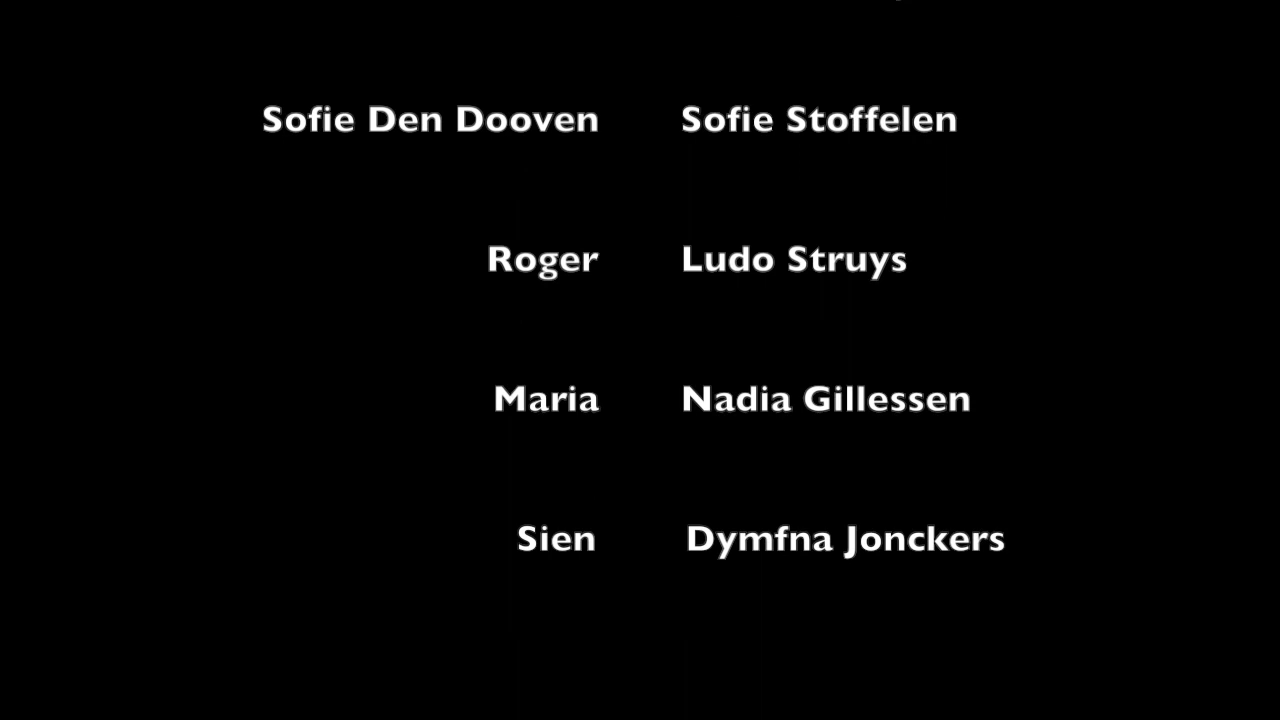 Sofie Den Dooven Sofie Stoffelen
Roger Ludo Struys
Maria Nadia Gillessen
Sien Dymfna Jonckers